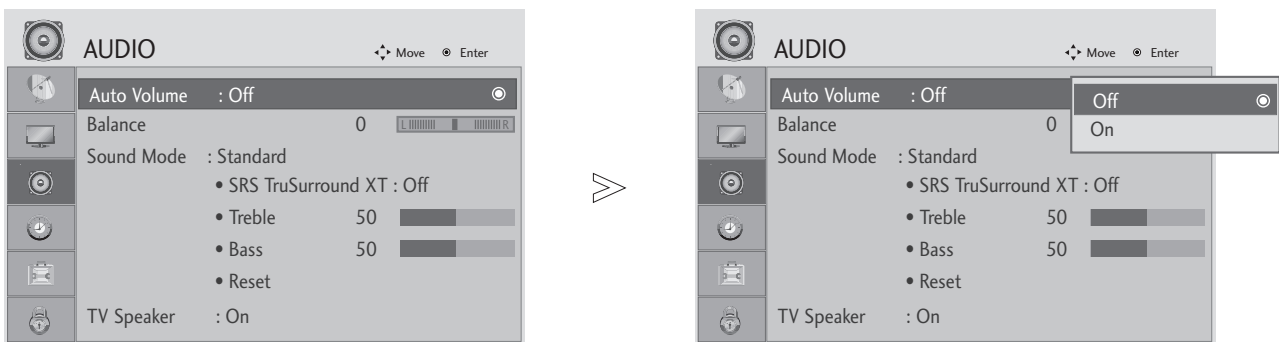 AUDIO Move Enter
Auto Volume : Off
Balance 0 L R
Sound Mode : Standard
• SRS TruSurround XT : Off
• Treble 50
• Bass 50
• Reset
TV Speaker : On
AUDIO Move Enter
Auto Volume : Off
Off
On
Balance 0
Sound Mode : Standard
• SRS TruSurround XT : Off
• Treble 50
• Bass 50
• Reset
TV Speaker : On